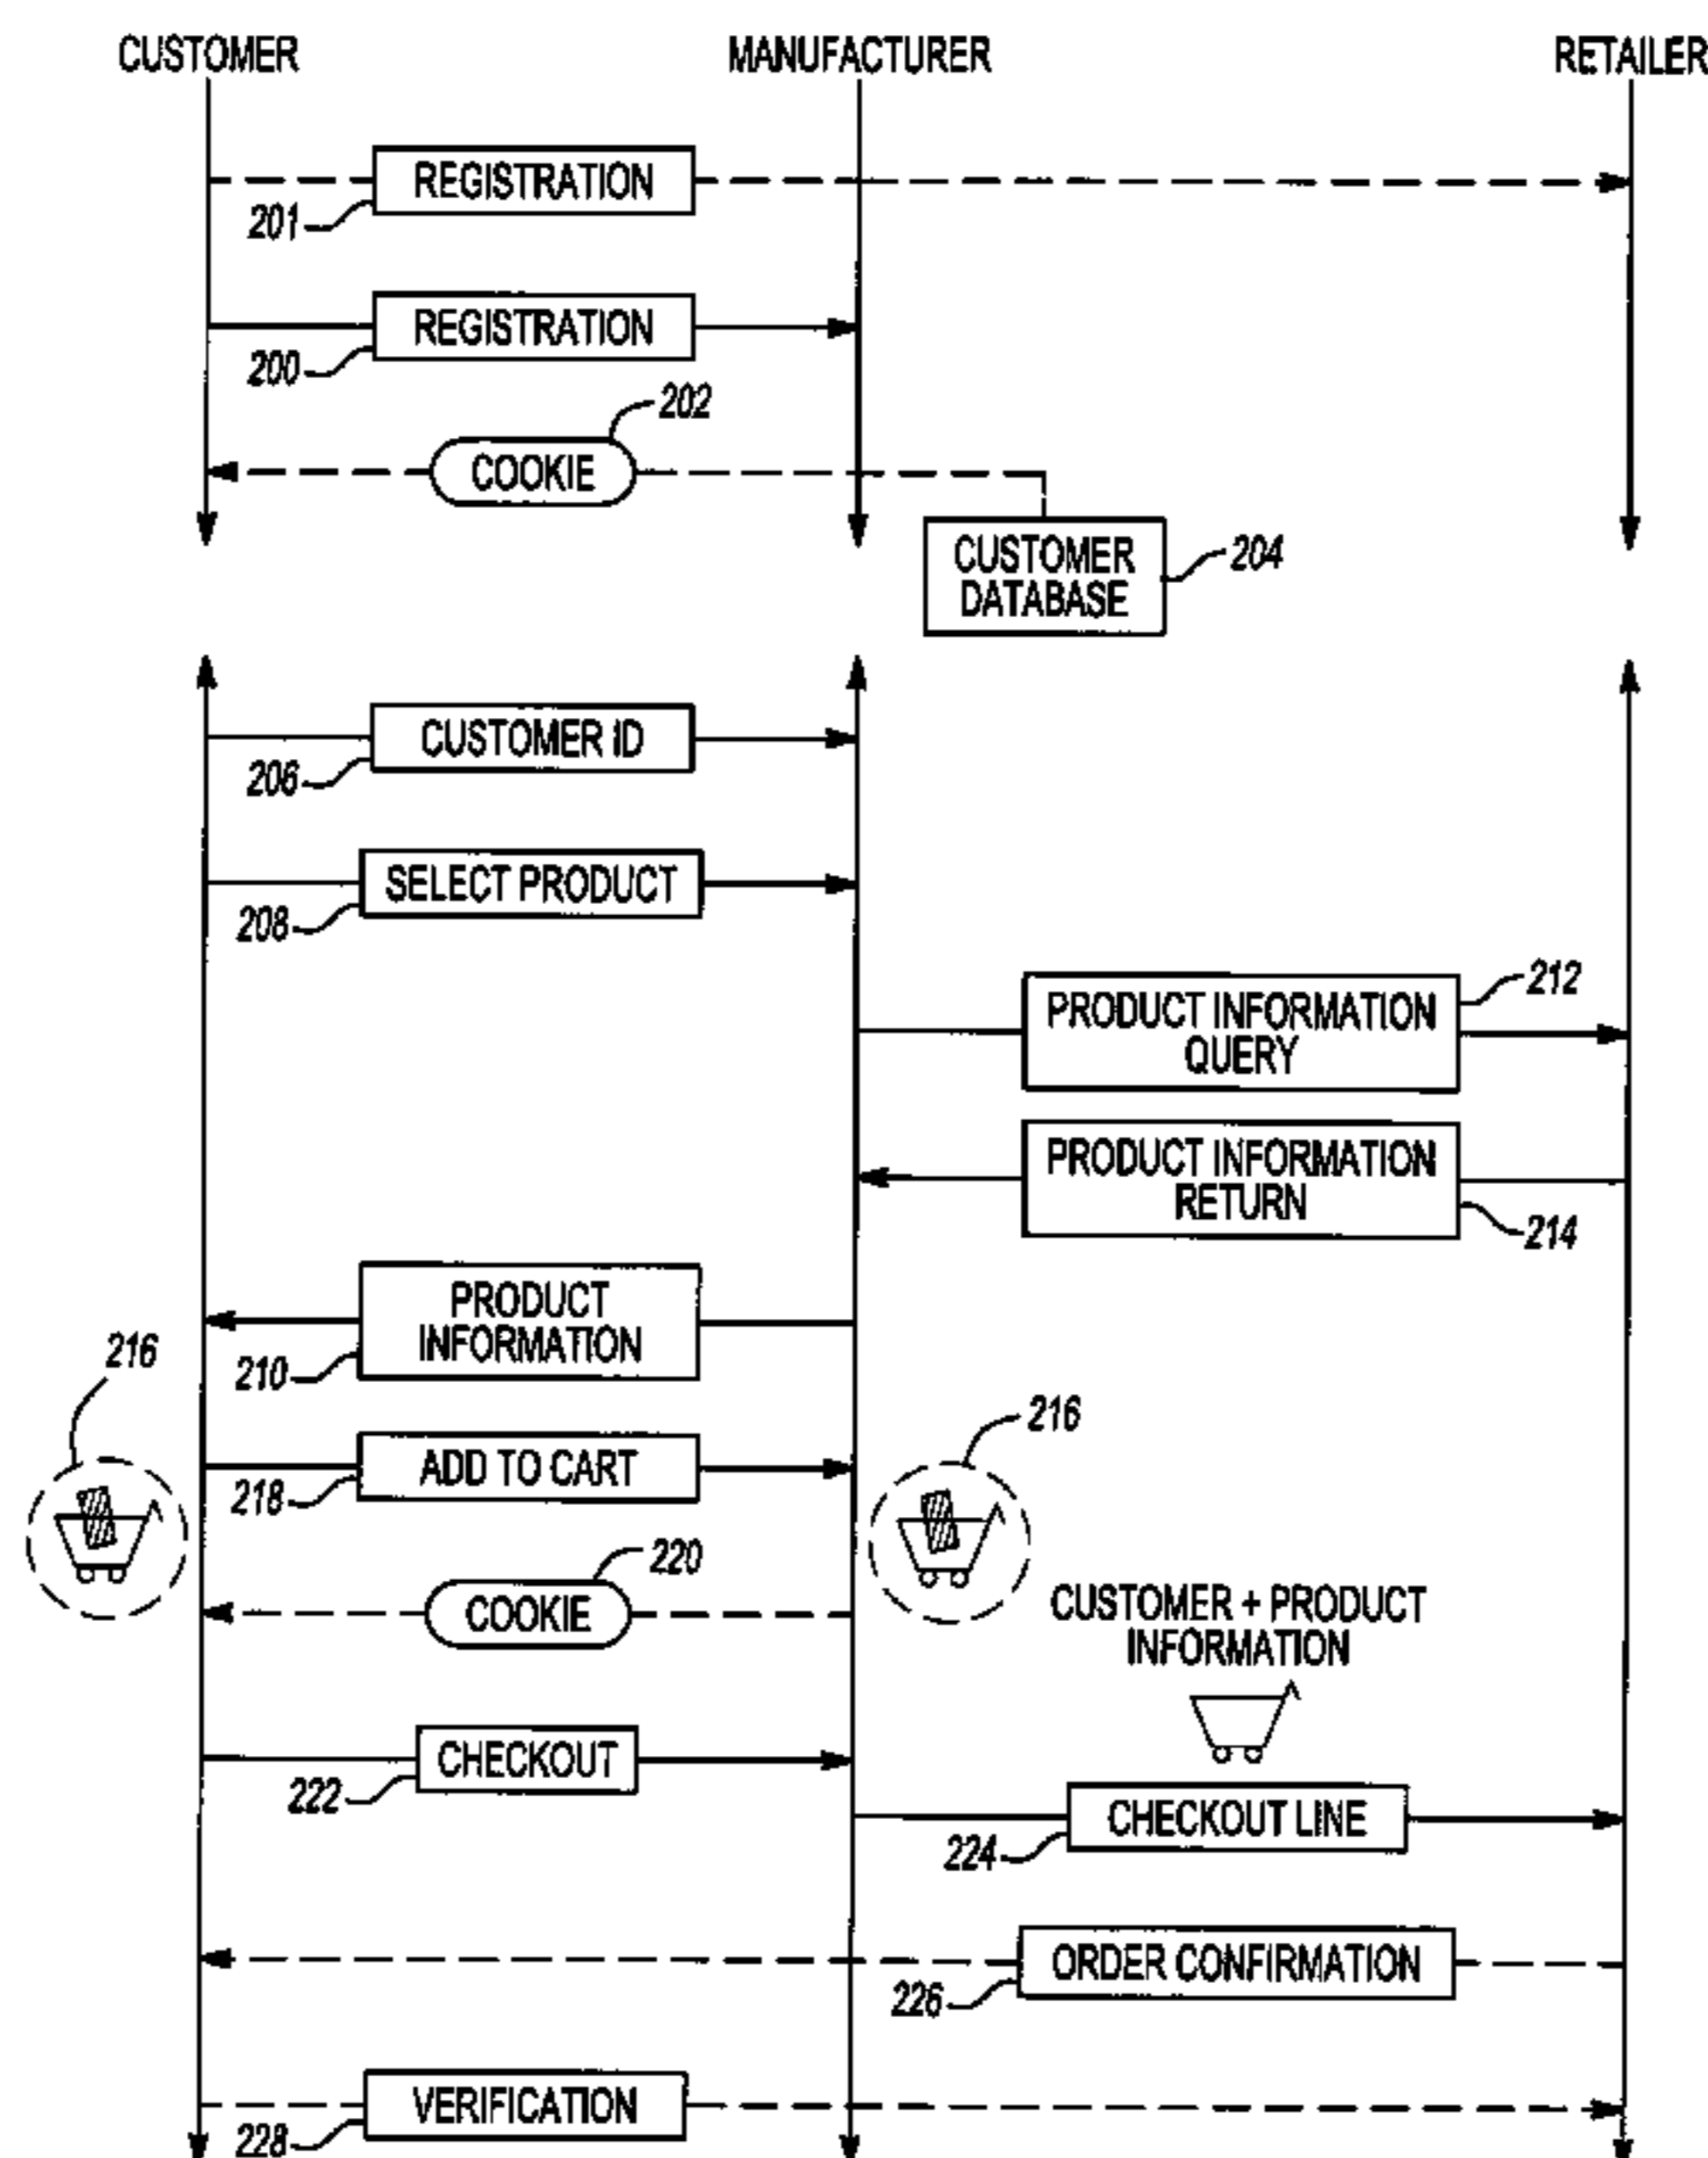 CUSTOMER
MANUFACTURER
RETAILER
REGISTRATION
201
REGISTRATION
200
202
COOKIE
CUSTOMER
DATABASE
204
CUSTOMER ID
206
SELECT PRODUCT
208
212
PRODUCT INFORMATION
QUERY
PRODUCT INFORMATION
RETURN
214
PRODUCT
INFORMATION
210
216
216
ADD TO CART
218
220
COOKIE
CUSTOMER + PRODUCT
INFORMATION
CHECKOUT
222
CHECKOUT LINE
224
ORDER CONFIRMATION
226
VERIFICATION
228